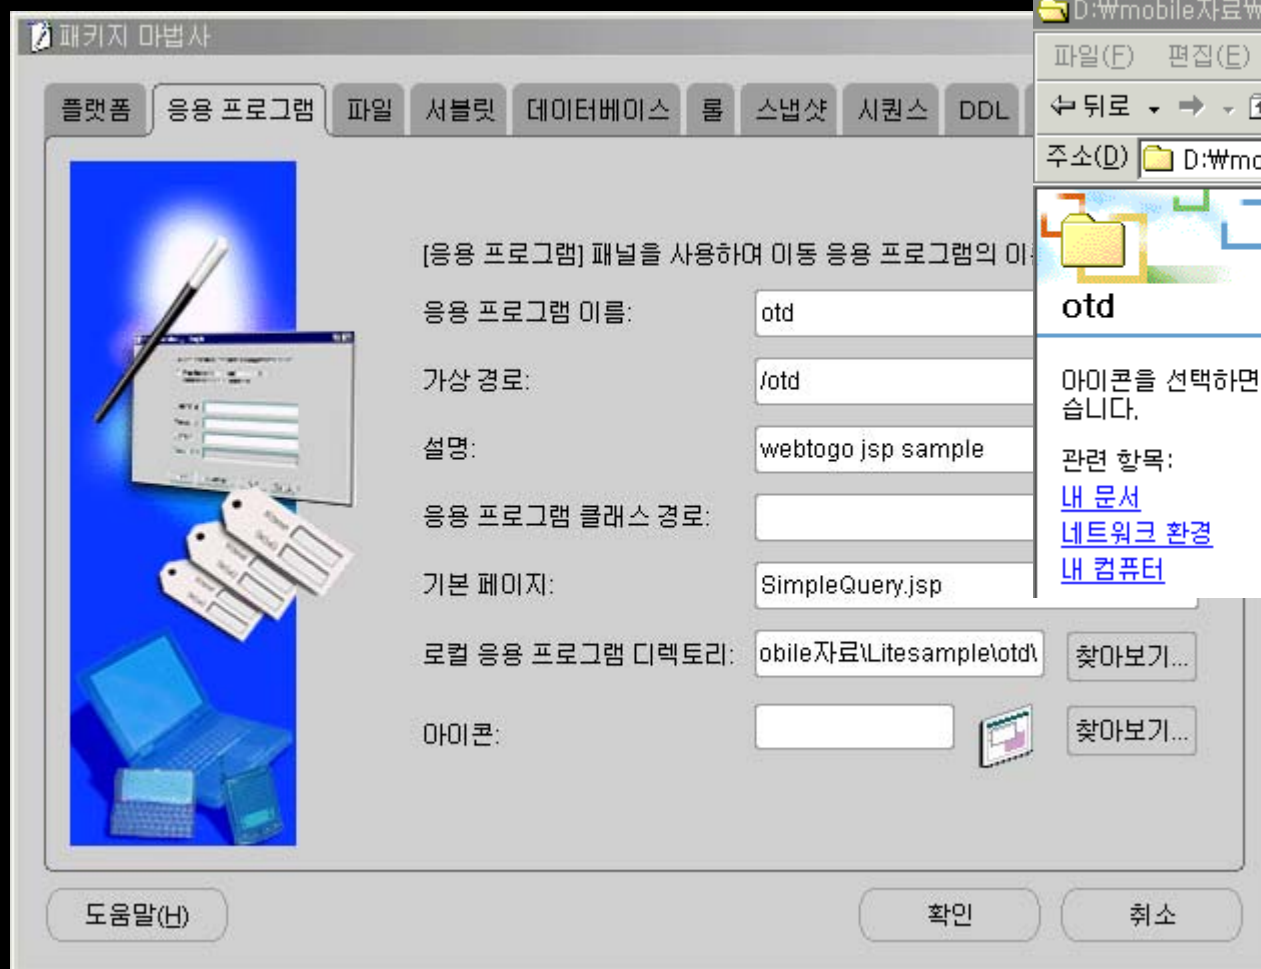 패키지 마법사
플랫폼 응용 프로그램 파일 서블릿 데이터베이스 롤 스냅샷 시퀀스 DDL
[응용 프로그램] 패널을 사용하여 이동 응용 프로그램의
응용 프로그램 이름: otd
가상 경로: /otd
설명: webtogo jsp sample
응용 프로그램 클래스 경로:
기본 페이지: SimpleQuery.jsp
로컬 응용 프로그램 디렉토리: obile자료\Litesample\otd\ 찾아보기...
아이콘: 찾아보기...
도움말(H) 확인 취소
D:₩mobile자료₩
파일(F) 편집(E)
뒤로
주소(D) D:₩mo
otd
아이콘을 선택하면
습니다.
관련 항목:
내 문서
네트워크 환경
내 컴퓨터